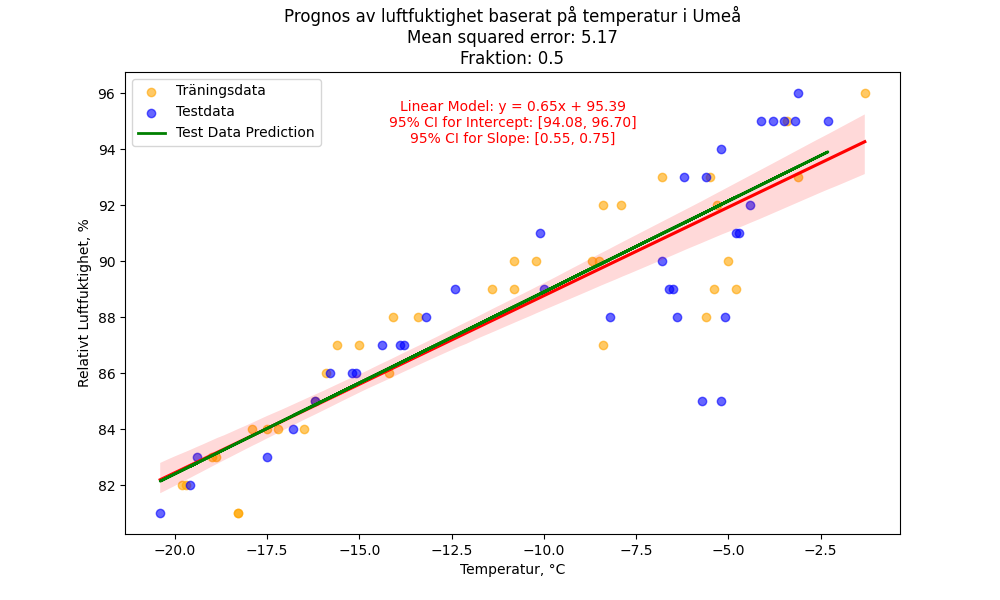 Prognos av luftfuktighet baserat på temperatur i Umeå
Mean squared error: 5.17
Fraktion: 0.5
Träningsdata
Testdata
Test Data Prediction
Linear Model: y = 0.65x + 95.39
95% CI for Intercept: [94.08, 96.70]
95% CI for Slope: [0.55, 0.75]
Relativt Luftfuktighet, %
96
94
92
90
88
86
84
82
−20.0 −17.5 −15.0 −12.5 −10.0 −7.5 −5.0 −2.5
Temperatur, °C